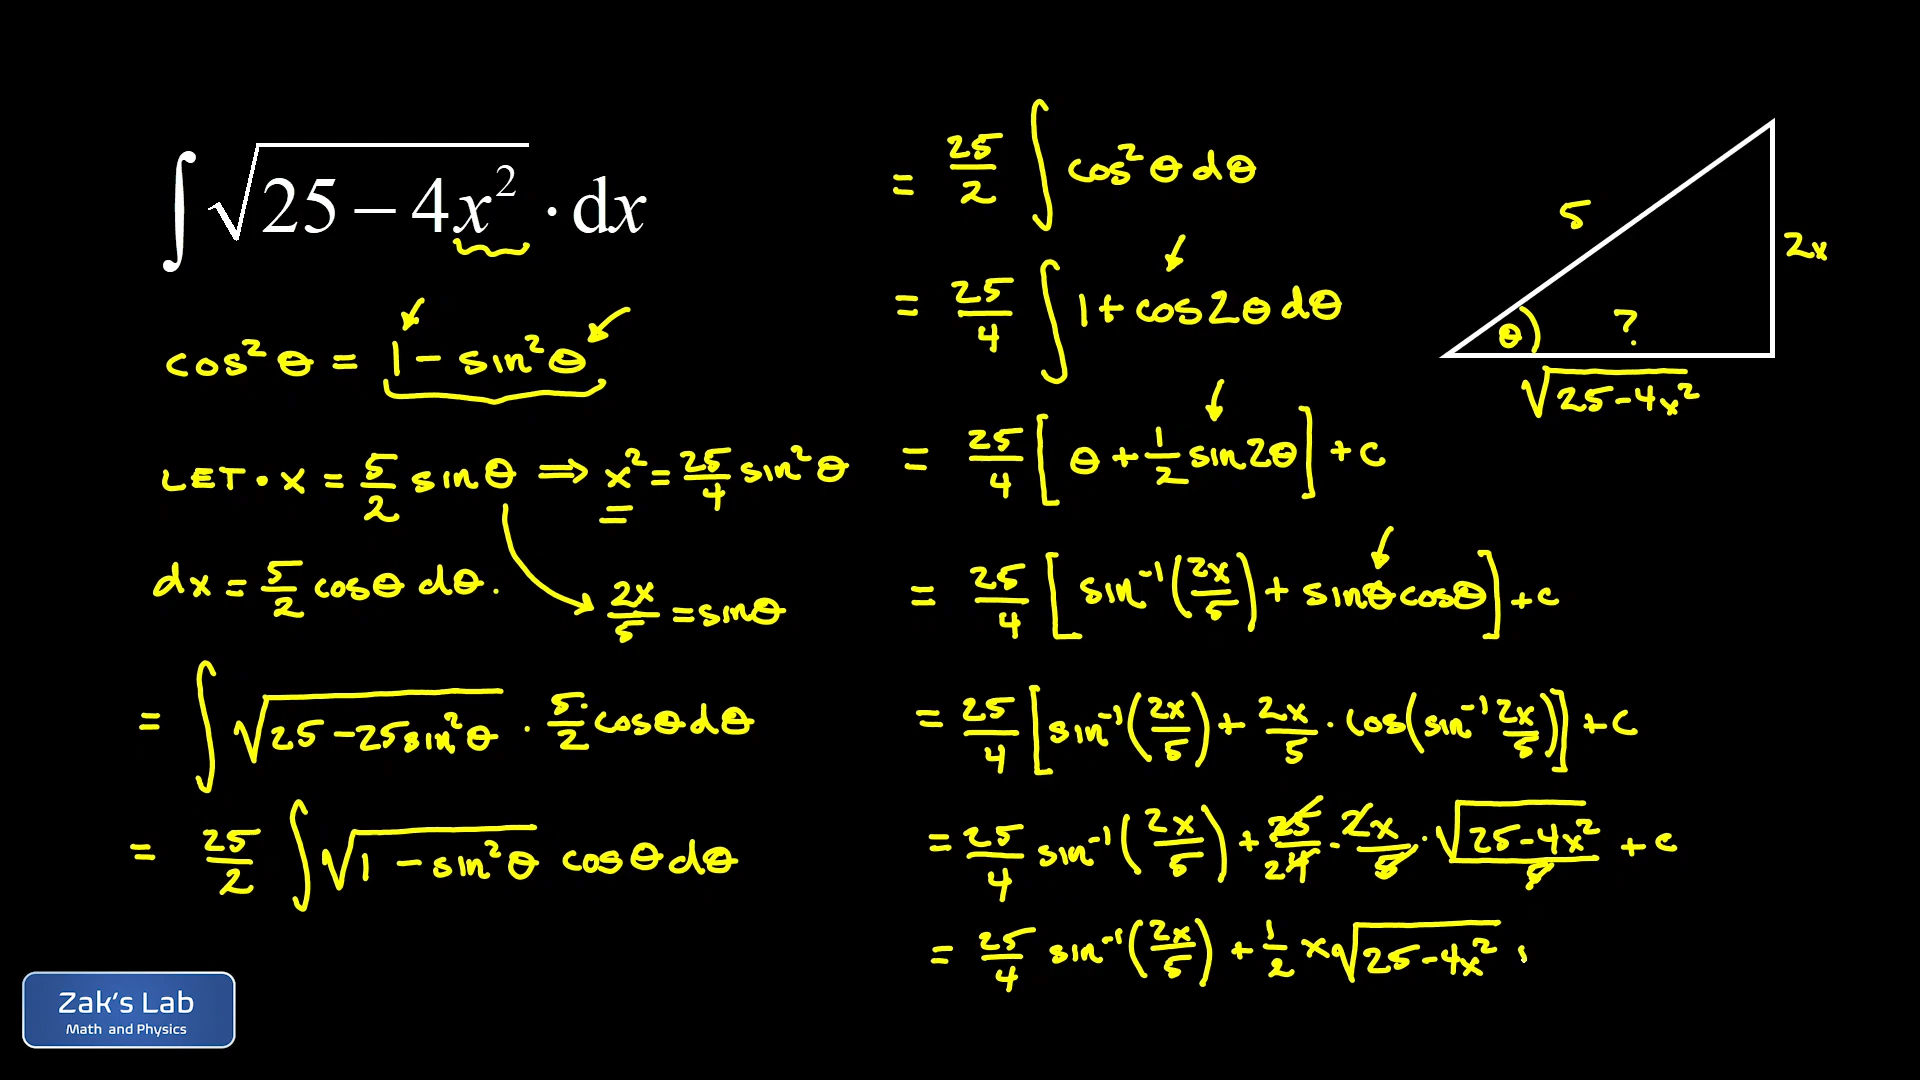 ∫ √(25 − 4x²) · dx
cos²θ = 1 − sin²θ
LET · x = 5/2 sinθ ⇒ x² = 25/4 sin²θ
dx = 5/2 cosθ dθ.
2x/5 = sinθ
= ∫ √(25 − 25sin²θ) · 5/2 cosθ dθ
= 25/2 ∫ √(1 − sin²θ) cosθ dθ
= 25/2 ∫ cos²θ dθ
= 25/4 ∫ 1 + cos2θ dθ
= 25/4 [θ + 1/2 sin2θ] + c
= 25/4 [sin⁻¹(2x/5) + sinθcosθ] + c
= 25/4 [sin⁻¹(2x/5) + 2x/5 · cos(sin⁻¹ 2x/5)] + c
= 25/4 sin⁻¹(2x/5) + 25/24 · 2x/5 · √(25−4x²)/5 + c
= 25/4 sin⁻¹(2x/5) + 1/2 x√(25−4x²)
5
2x
θ
?
√(25−4x²)
Zak's Lab
Math and Physics